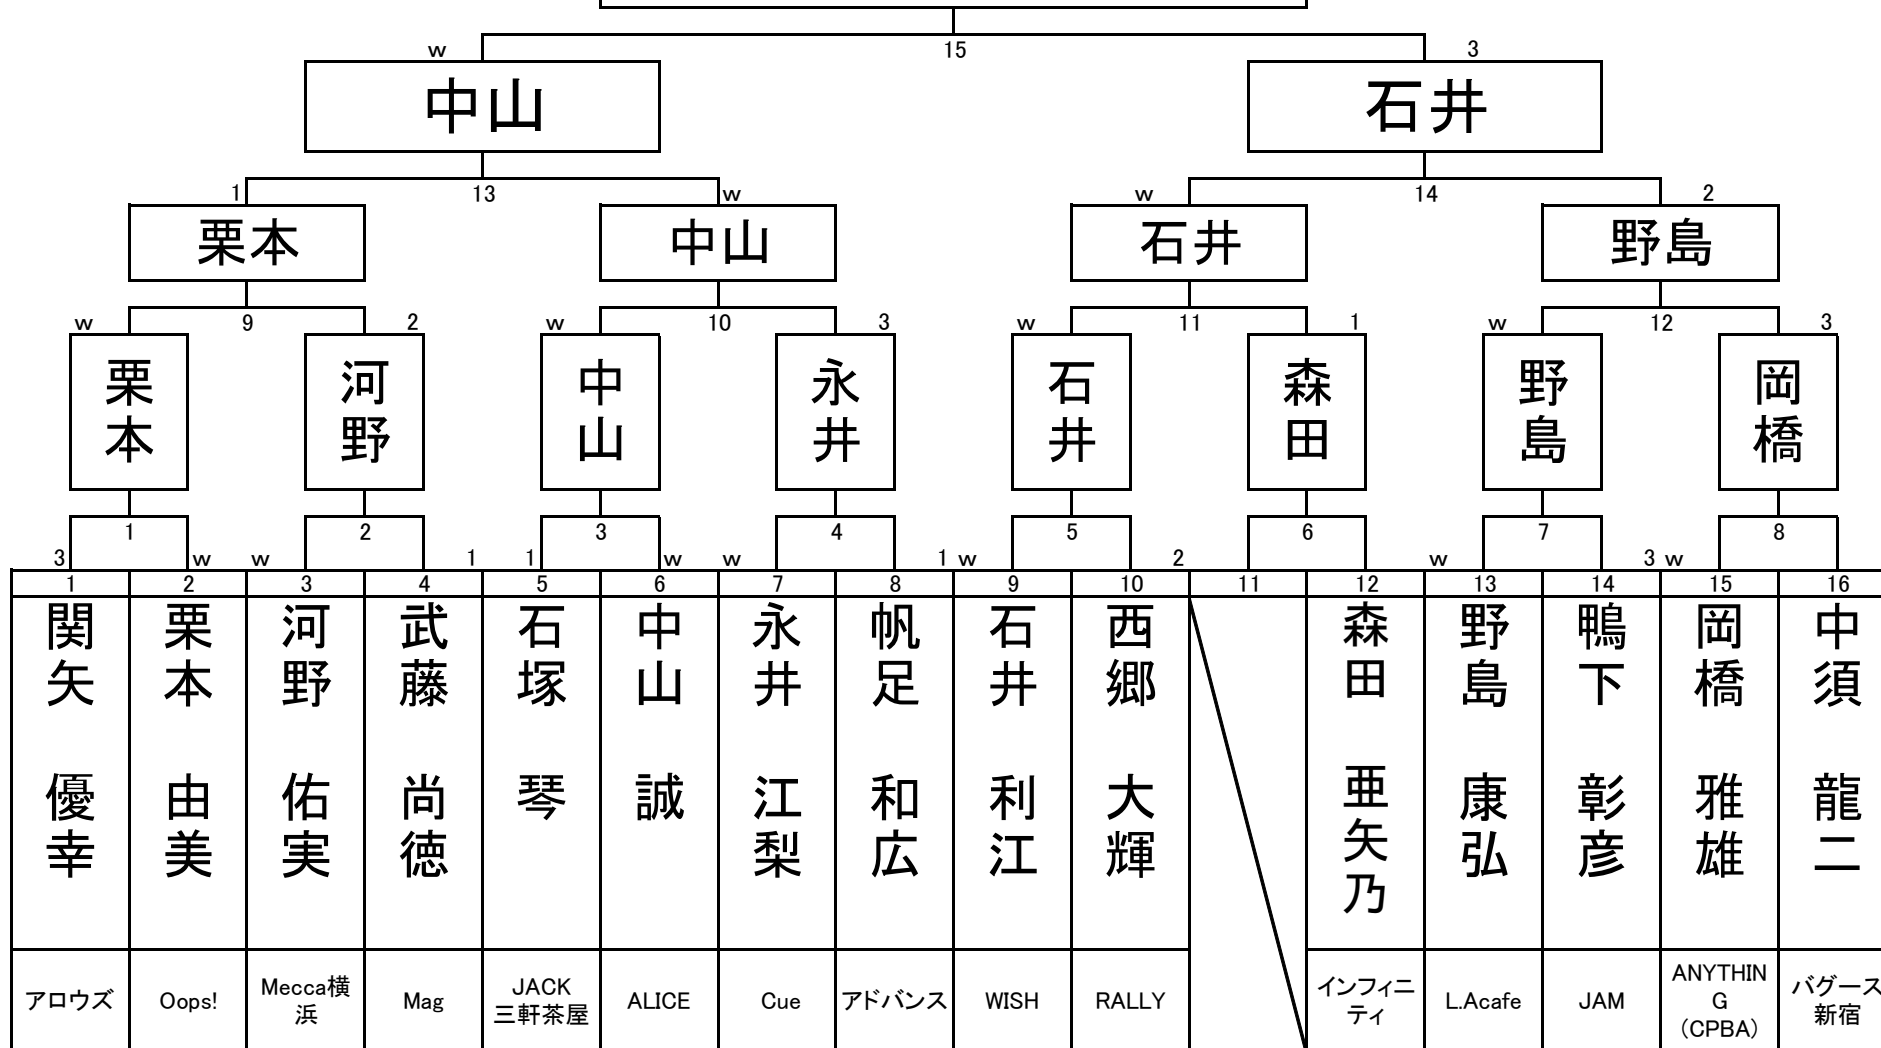 w 15 3
中山 石井
1 13 w w 14 2
栗本 中山 石井 野島
w 9 2 w 10 3 w 11 1 w 12 3
栗本 河野 中山 永井 石井 森田 野島 岡橋
1 2 3 4 5 6 7 8
3 w w 1 1 w w 1 w 2 w 3 w
1 2 3 4 5 6 7 8 9 10 11 12 13 14 15 16
関矢 優幸
栗本 由美
河野 佑実
武藤 尚徳
石塚 琴
中山 誠
永井 江梨
帆足 和広
石井 利江
西郷 大輝
森田 亜矢乃
野島 康弘
鴨下 彰彦
岡橋 雅雄
中須 龍二
アロウズ
Oops!
Mecca横
浜
Mag
JACK
三軒茶屋
ALICE
Cue
アドバンス
WISH
RALLY
インフィニ
ティ
L.Acafe
JAM
ANYTHIN
G
（CPBA）
バグース
新宿